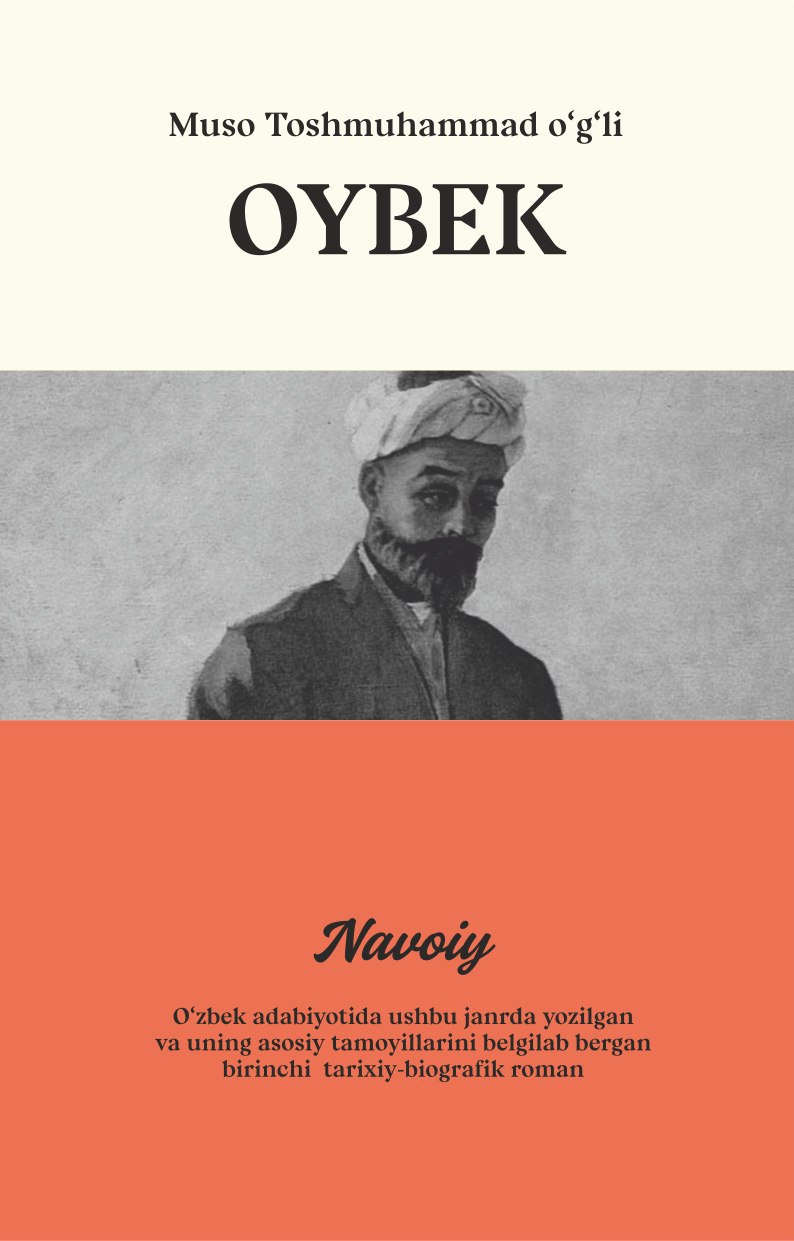 Muso Toshmuhammad o‘g‘li
OYBEK
Navoiy
O‘zbek adabiyotida ushbu janrda yozilgan
va uning asosiy tamoyillarini belgilab bergan
birinchi tarixiy-biografik roman